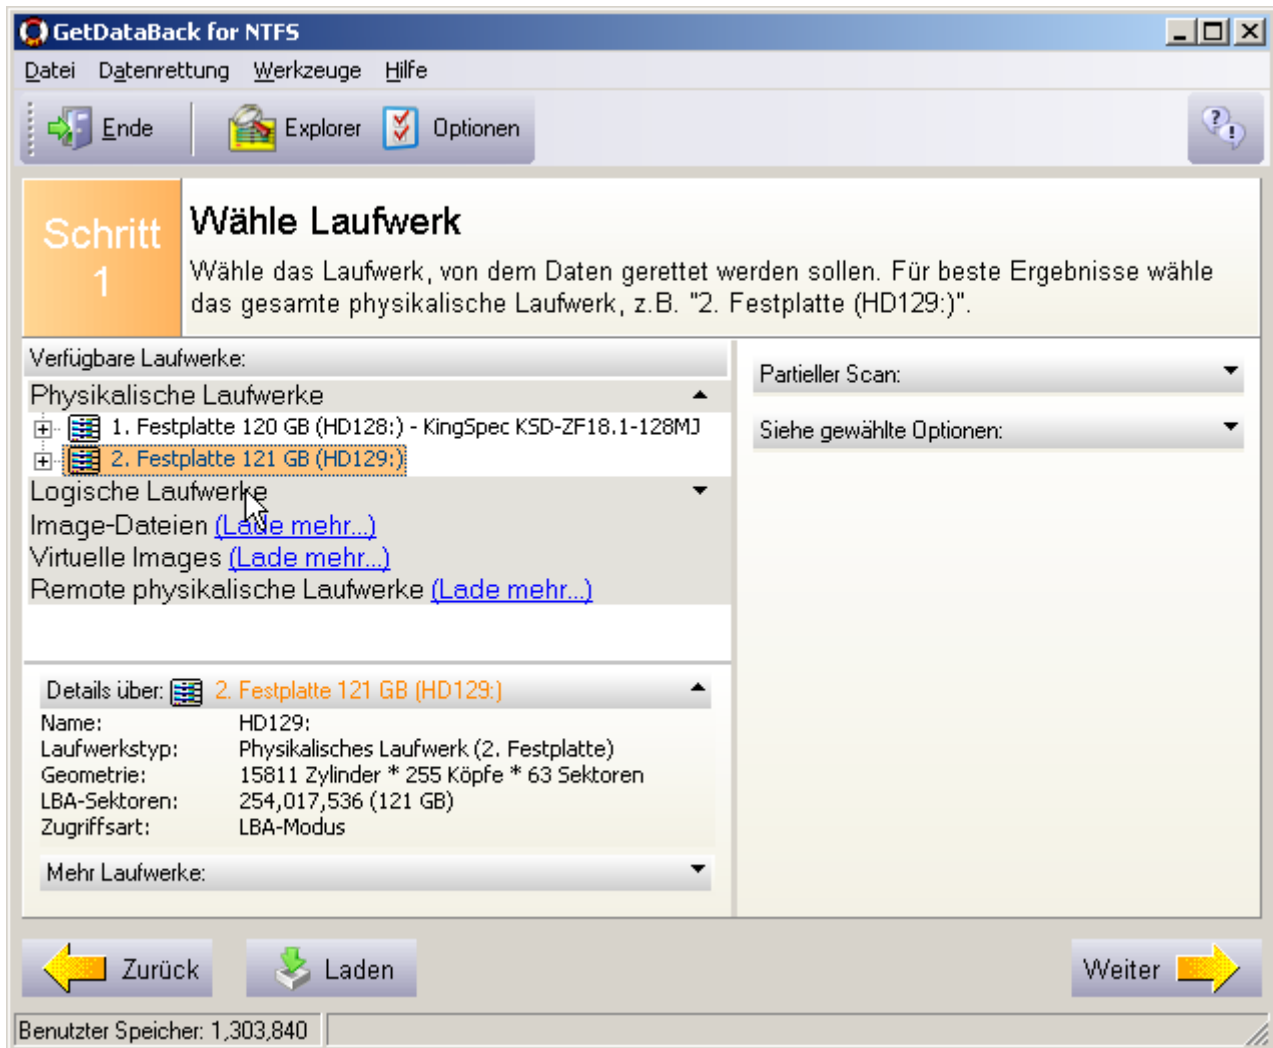 GetDataBack for NTFS
Datei Datenrettung Werkzeuge Hilfe
Ende Explorer Optionen
Schritt
1
Wähle Laufwerk
Wähle das Laufwerk, von dem Daten gerettet werden sollen. Für beste Ergebnisse wähle
das gesamte physikalische Laufwerk, z.B. "2. Festplatte (HD129:)".
Verfügbare Laufwerke:
Physikalische Laufwerke
1. Festplatte 120 GB (HD128:) - KingSpec KSD-ZF18.1-128MJ
2. Festplatte 121 GB (HD129:)
Logische Laufwerke
Image-Dateien (Lade mehr...)
Virtuelle Images (Lade mehr...)
Remote physikalische Laufwerke (Lade mehr...)
Partieller Scan:
Siehe gewählte Optionen:
Details über: 2. Festplatte 121 GB (HD129:)
Name: HD129:
Laufwerkstyp: Physikalisches Laufwerk (2. Festplatte)
Geometrie: 15811 Zylinder * 255 Köpfe * 63 Sektoren
LBA-Sektoren: 254,017,536 (121 GB)
Zugriffsart: LBA-Modus
Mehr Laufwerke:
Zurück Laden Weiter
Benutzter Speicher: 1,303,840